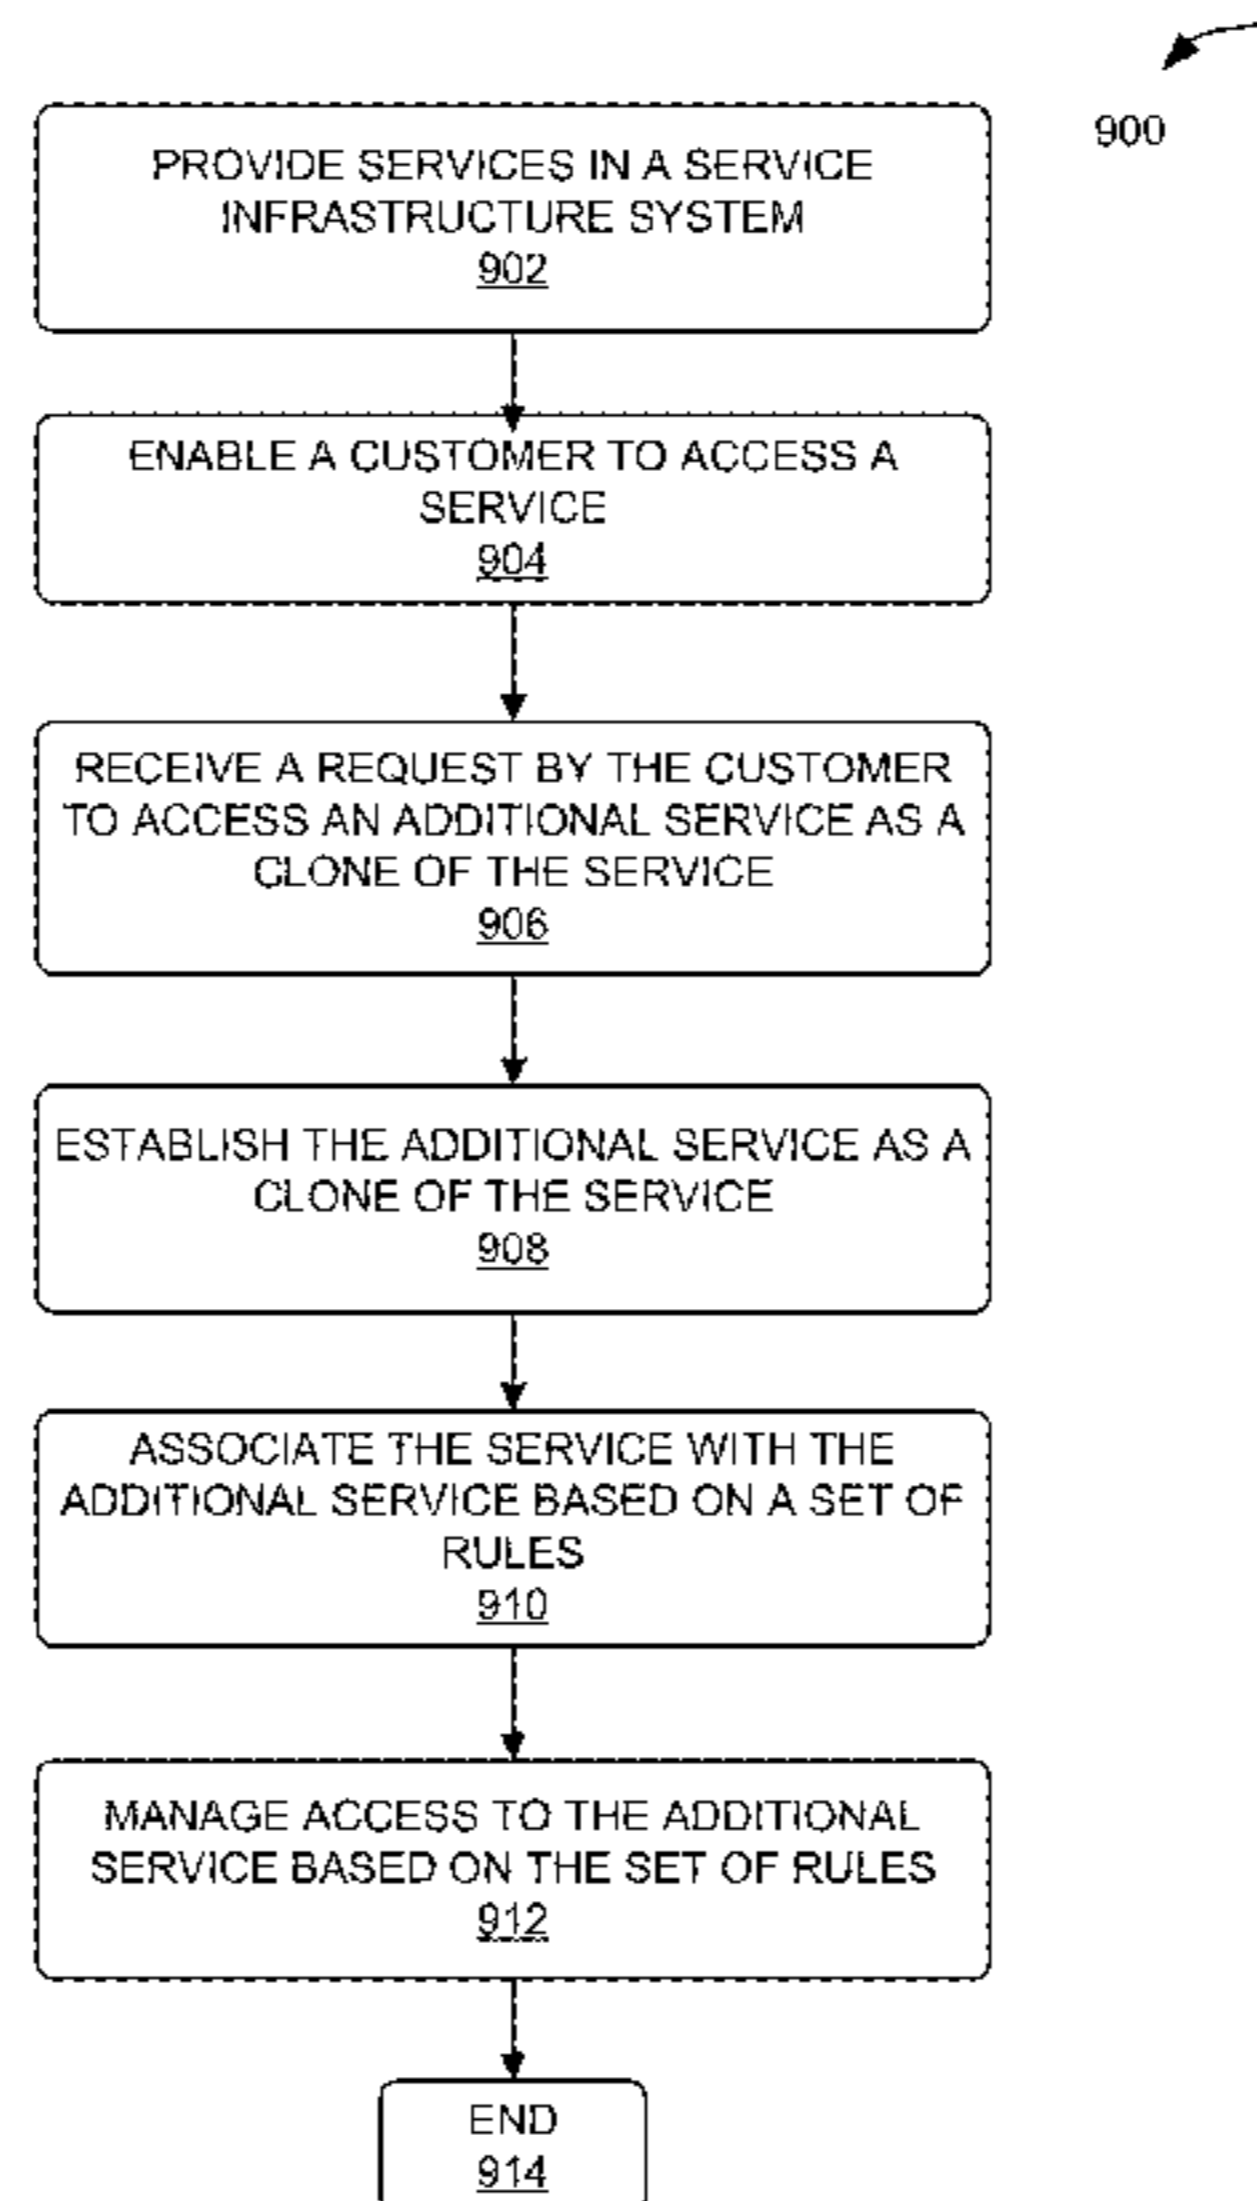 900
PROVIDE SERVICES IN A SERVICE
INFRASTRUCTURE SYSTEM
902
ENABLE A CUSTOMER TO ACCESS A
SERVICE
904
RECEIVE A REQUEST BY THE CUSTOMER
TO ACCESS AN ADDITIONAL SERVICE AS A
CLONE OF THE SERVICE
906
ESTABLISH THE ADDITIONAL SERVICE AS A
CLONE OF THE SERVICE
908
ASSOCIATE THE SERVICE WITH THE
ADDITIONAL SERVICE BASED ON A SET OF
RULES
910
MANAGE ACCESS TO THE ADDITIONAL
SERVICE BASED ON THE SET OF RULES
912
END
914